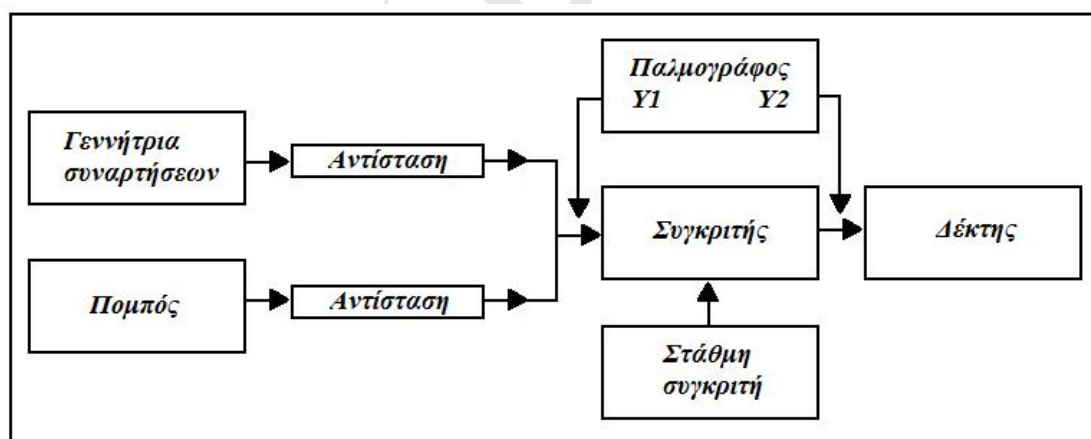 Παλμογράφος
Υ1 Υ2
Γεννήτρια
συναρτήσεων
Αντίσταση
Συγκριτής
Δέκτης
Πομπός
Αντίσταση
Στάθμη
συγκριτή